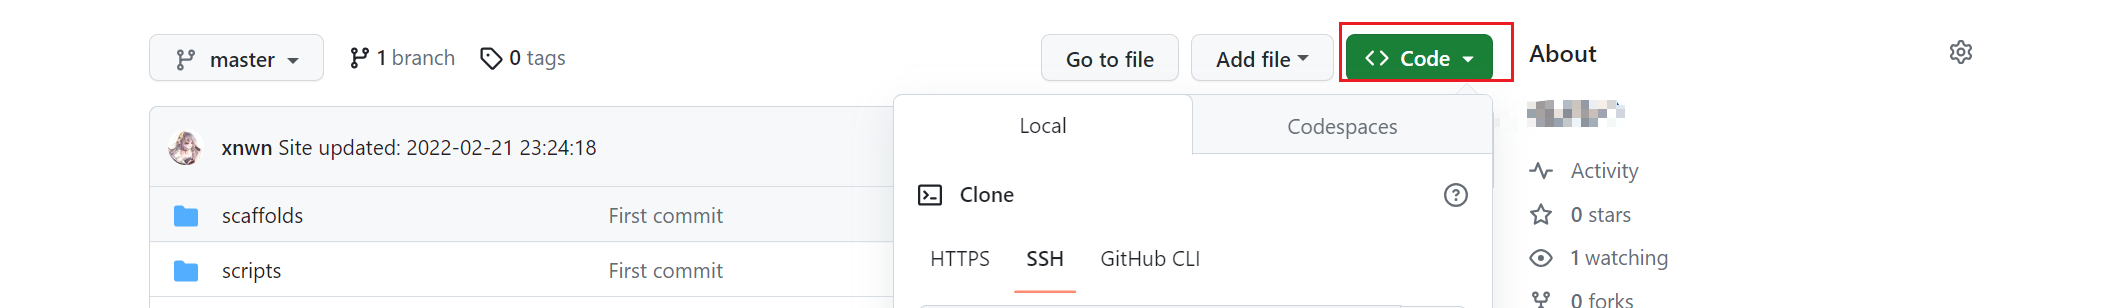 master 1 branch 0 tags Go to file Add file Code About
Local Codespaces
xnwn Site updated: 2022-02-21 23:24:18
Activity
Clone
scaffolds First commit 0 stars
HTTPS SSH GitHub CLI 1 watching
scripts First commit
0 forks